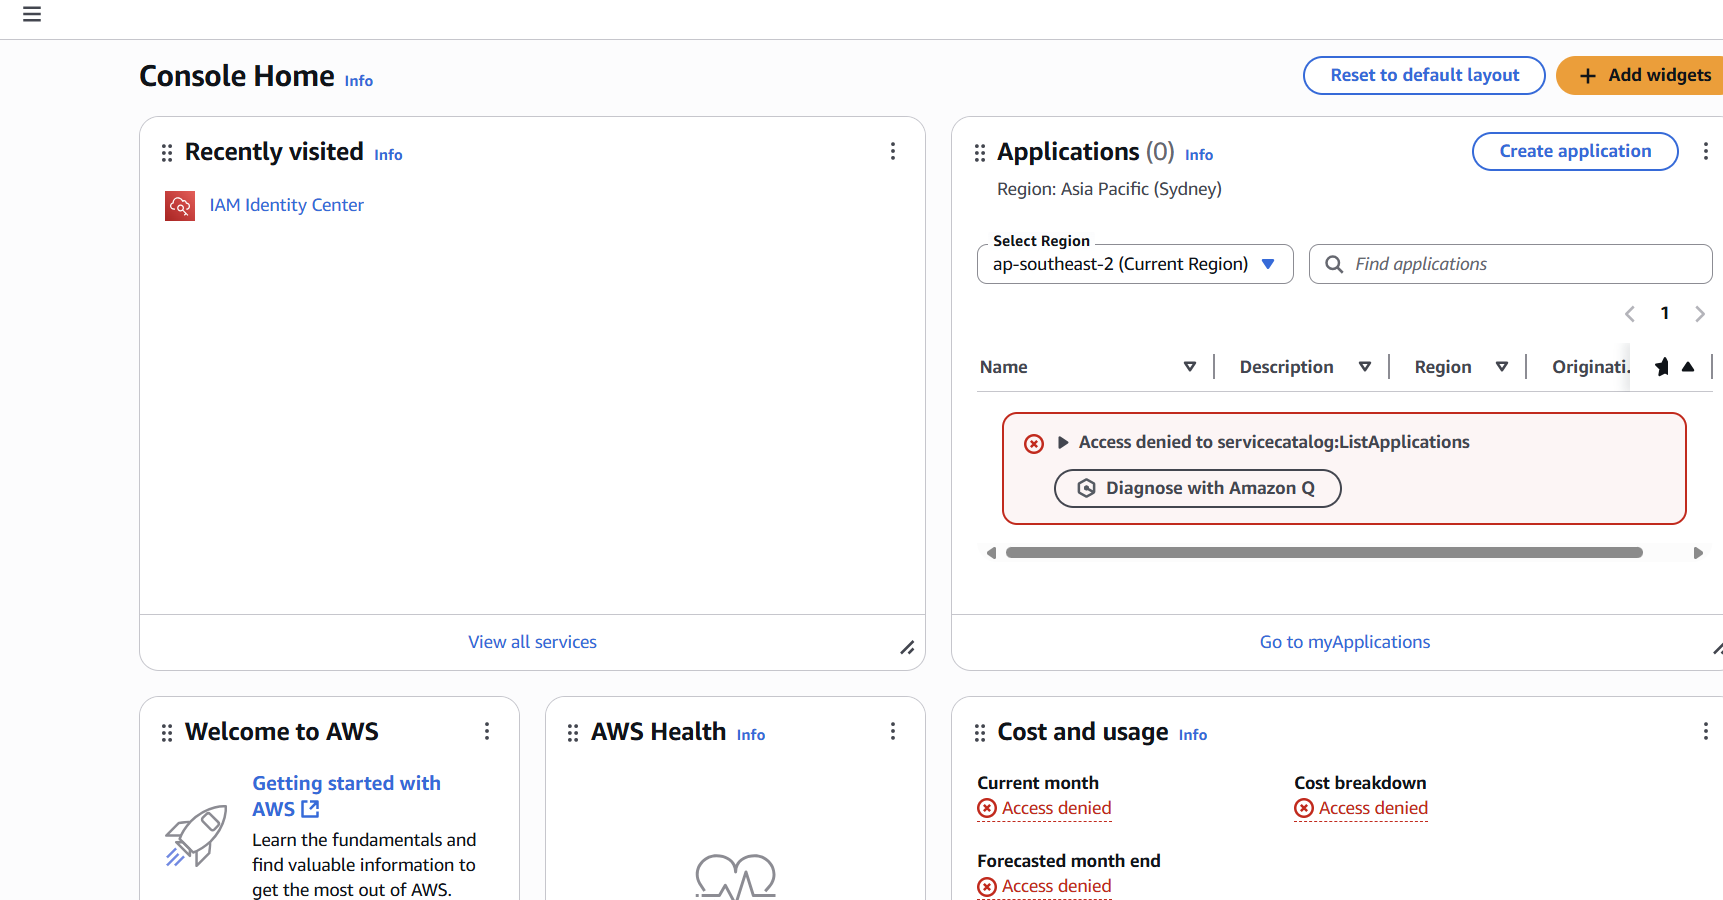 Console Home Info
Reset to default layout
Add widgets
Recently visited Info
IAM Identity Center
View all services
Applications (0) Info
Create application
Region: Asia Pacific (Sydney)
Select Region
ap-southeast-2 (Current Region)
Find applications
1
Name
Description
Region
Originati.
Access denied to servicecatalog:ListApplications
Diagnose with Amazon Q
Go to myApplications
Welcome to AWS
Getting started with
AWS
Learn the fundamentals and
find valuable information to
get the most out of AWS.
AWS Health Info
Cost and usage Info
Current month
Access denied
Cost breakdown
Access denied
Forecasted month end
Access denied